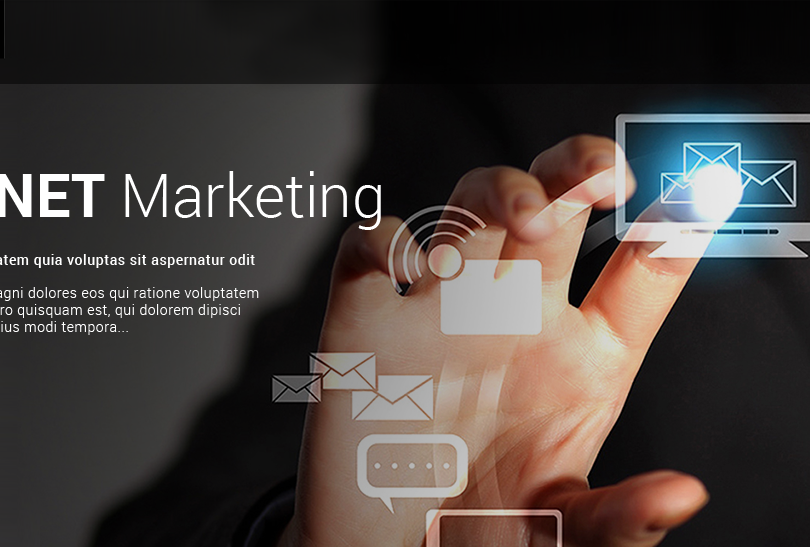 NET Marketing
atem quia voluptas sit aspernatur odit
agni dolores eos qui ratione voluptatem
ro quisquam est, qui dolorem dipisci
ius modi tempora...